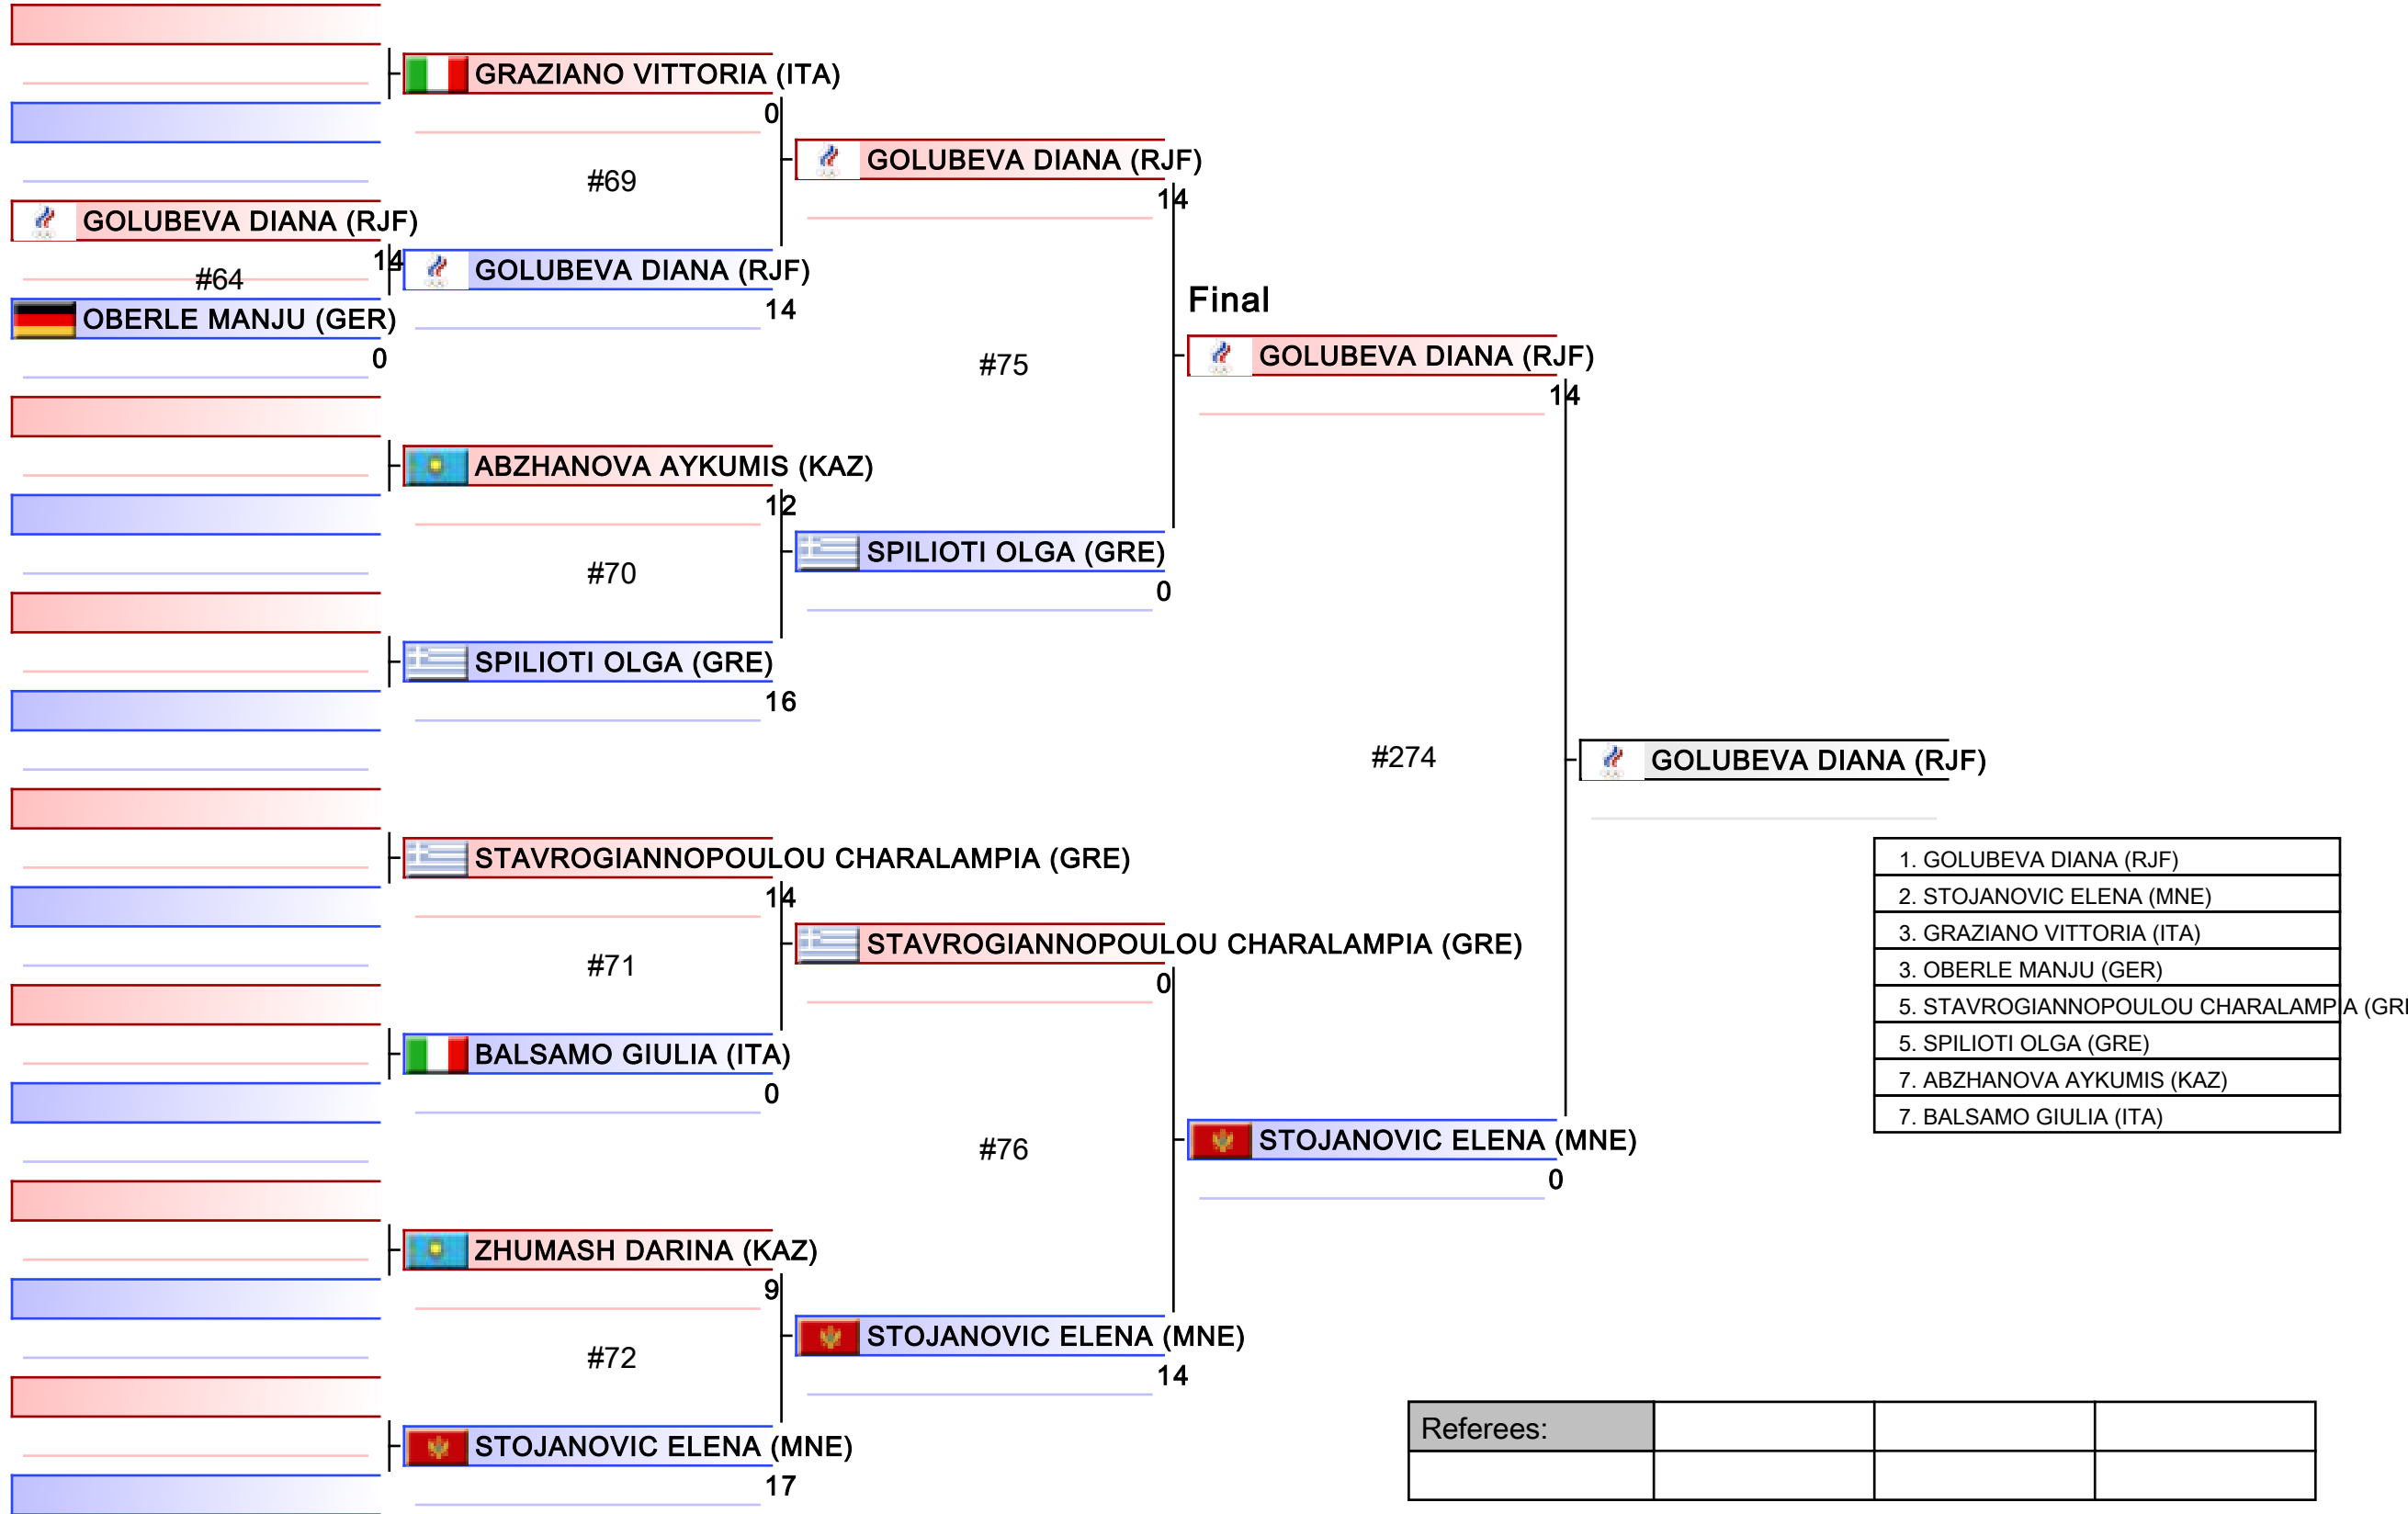 GRAZIANO VITTORIA (ITA)
0
#69
GOLUBEVA DIANA (RJF)
14
#64
OBERLE MANJU (GER)
0
GOLUBEVA DIANA (RJF)
14
GOLUBEVA DIANA (RJF)
14
#75
ABZHANOVA AYKUMIS (KAZ)
12
#70
SPILIOTI OLGA (GRE)
16
SPILIOTI OLGA (GRE)
0
Final
GOLUBEVA DIANA (RJF)
14
#274
GOLUBEVA DIANA (RJF)
STAVROGIANNOPOULOU CHARALAMPIA (GRE)
14
#71
BALSAMO GIULIA (ITA)
0
STAVROGIANNOPOULOU CHARALAMPIA (GRE)
0
#76
STOJANOVIC ELENA (MNE)
0
ZHUMASH DARINA (KAZ)
9
#72
STOJANOVIC ELENA (MNE)
17
STOJANOVIC ELENA (MNE)
14
1. GOLUBEVA DIANA (RJF)
2. STOJANOVIC ELENA (MNE)
3. GRAZIANO VITTORIA (ITA)
3. OBERLE MANJU (GER)
5. STAVROGIANNOPOULOU CHARALAMPIA (GRE
5. SPILIOTI OLGA (GRE)
7. ABZHANOVA AYKUMIS (KAZ)
7. BALSAMO GIULIA (ITA)
Referees: